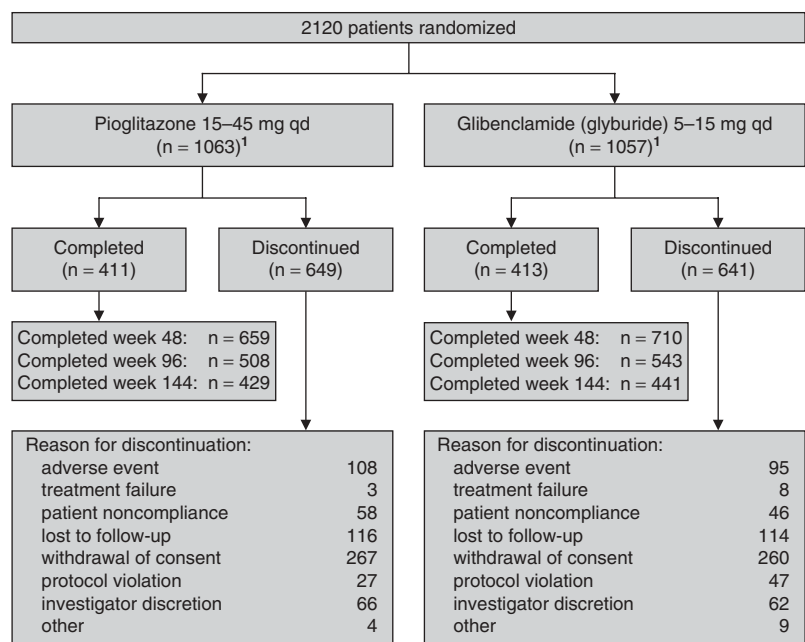 2120 patients randomized
Pioglitazone 15–45 mg qd
(n = 1063)1
Glibenclamide (glyburide) 5–15 mg qd
(n = 1057)1
Completed
(n = 411)
Discontinued
(n = 649)
Completed
(n = 413)
Discontinued
(n = 641)
Completed week 48: n = 659
Completed week 96: n = 508
Completed week 144: n = 429
Completed week 48: n = 710
Completed week 96: n = 543
Completed week 144: n = 441
Reason for discontinuation:
adverse event 108
treatment failure 3
patient noncompliance 58
lost to follow-up 116
withdrawal of consent 267
protocol violation 27
investigator discretion 66
other 4
Reason for discontinuation:
adverse event 95
treatment failure 8
patient noncompliance 46
lost to follow-up 114
withdrawal of consent 260
protocol violation 47
investigator discretion 62
other 9